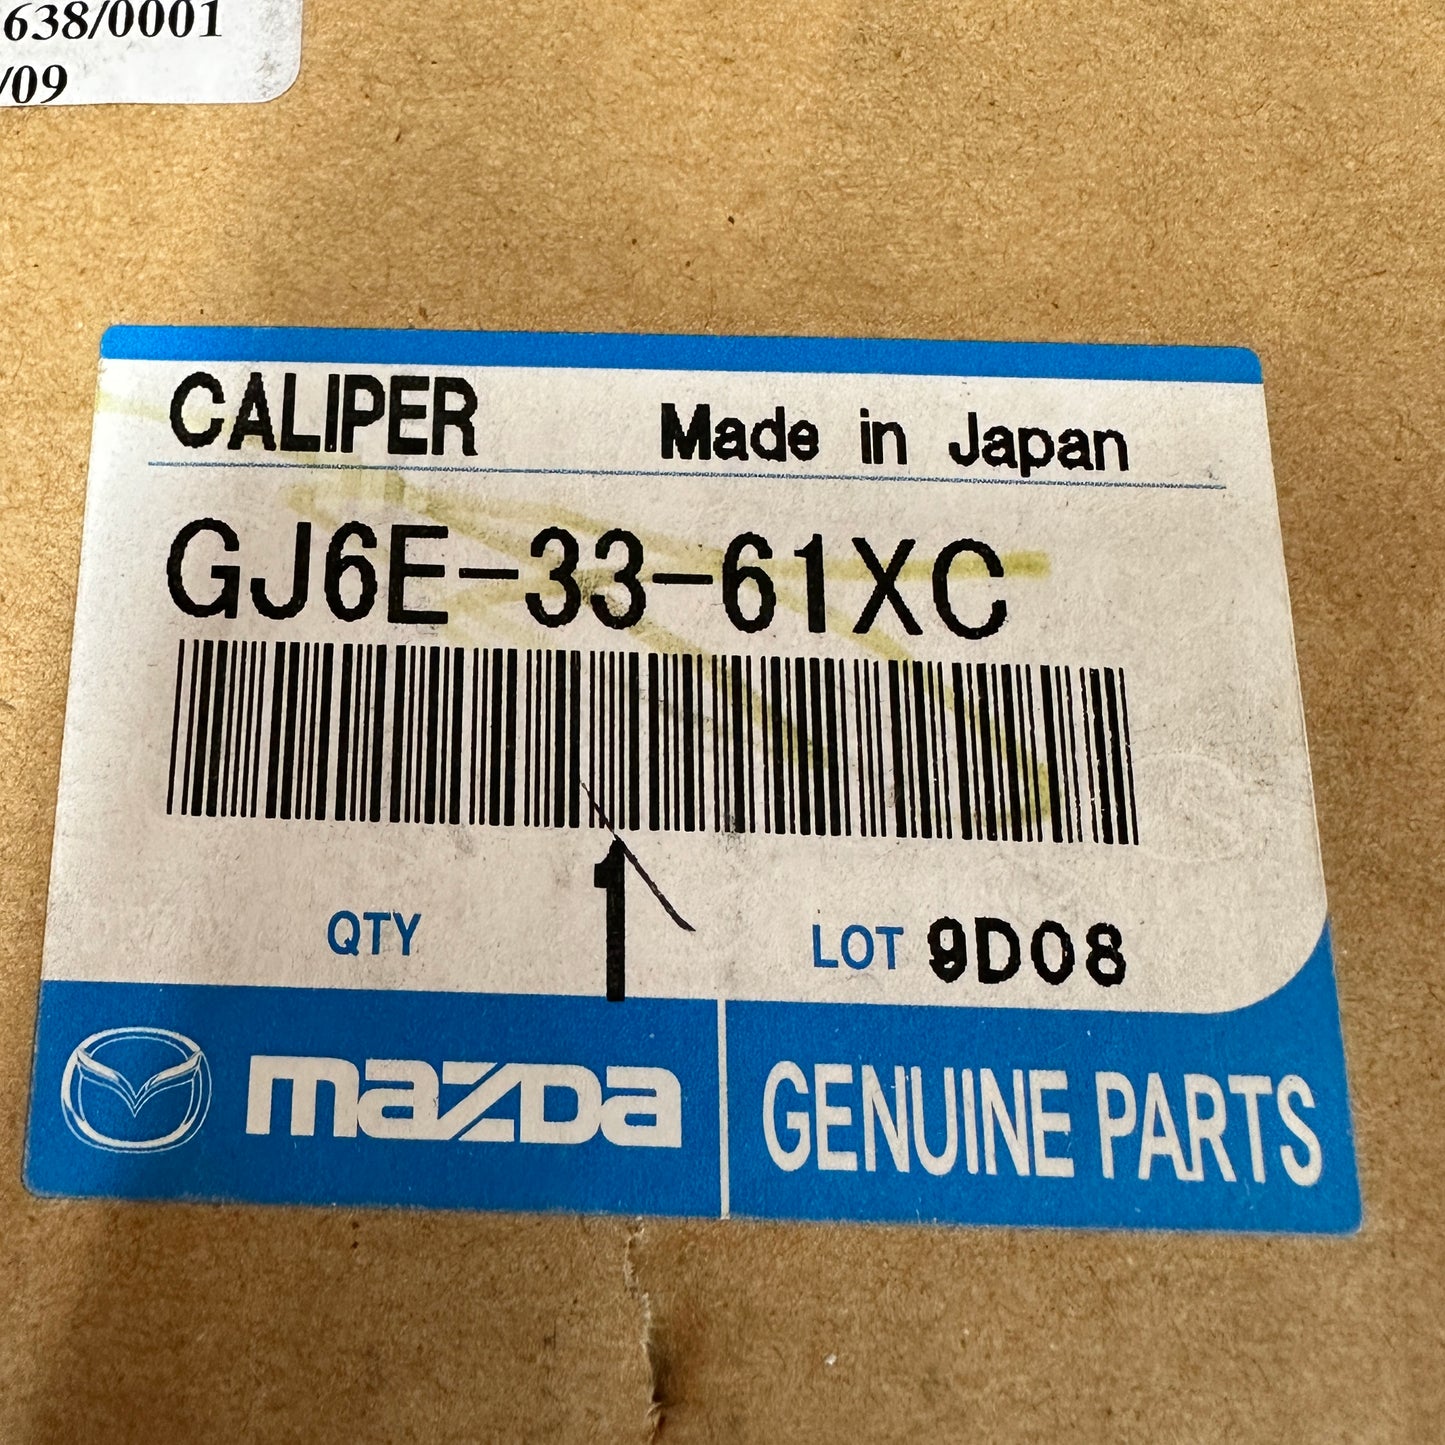 638/0001
/09
CALIPER Made in Japan
GJ6E-33-61XC
QTY 1 LOT 9D08
mazda GENUINE PARTS